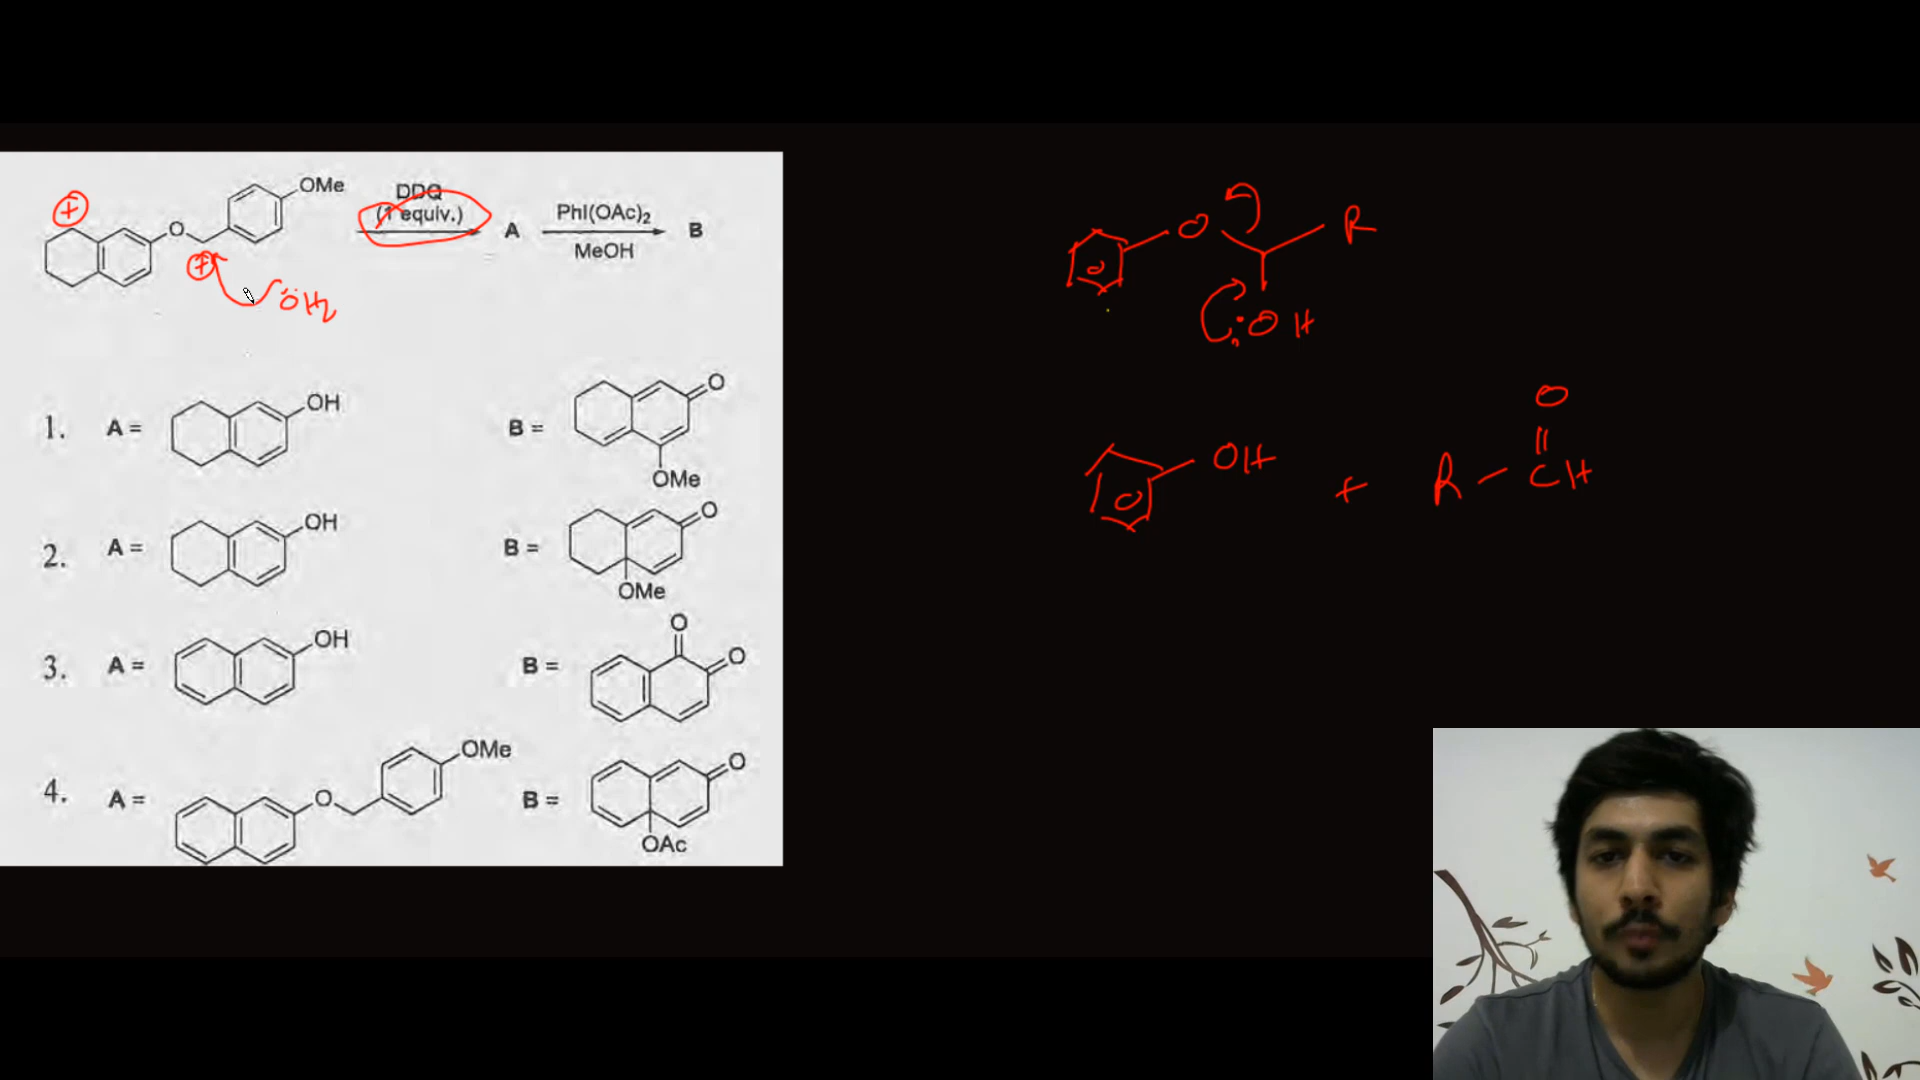 OMe
DDQ
(1 equiv.)
PhI(OAc)₂
A
B
O
MeOH
+
+
ÖH₂
1.
A =
OH
B =
O
OMe
2.
A =
OH
B =
O
OMe
3.
A =
OH
B =
O
O
4.
A =
O
OMe
B =
O
OAc
O
R
:OH
OH
+
R - CH
O